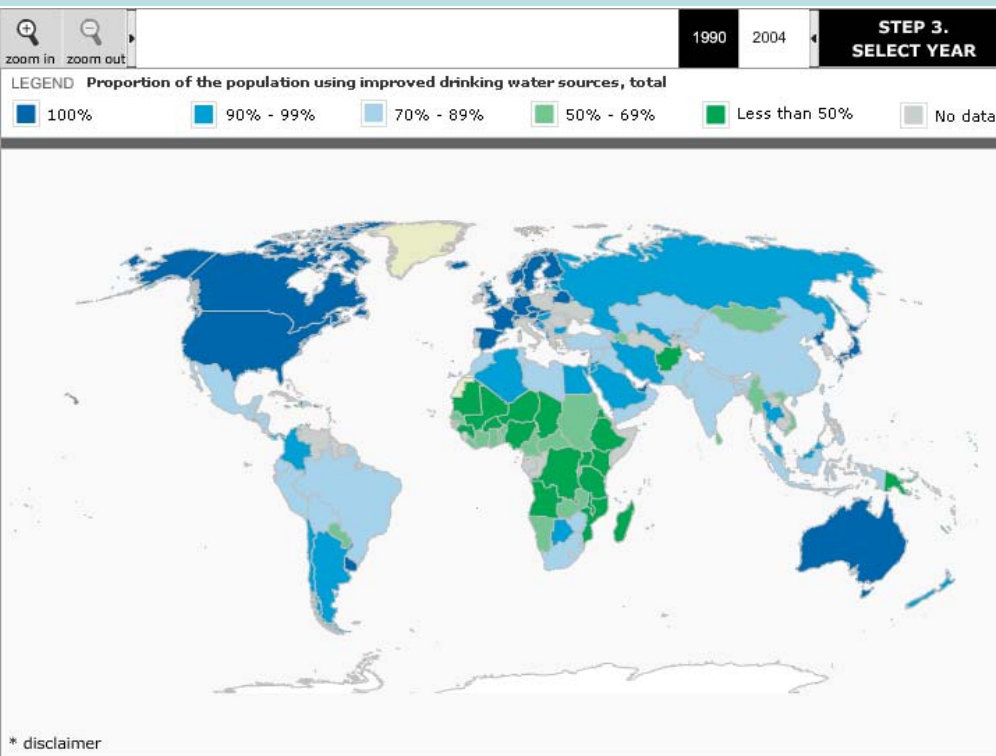 zoom in zoom out
1990 2004
STEP 3.
SELECT YEAR
LEGEND Proportion of the population using improved drinking water sources, total
100% 90% - 99% 70% - 89% 50% - 69% Less than 50% No data
* disclaimer